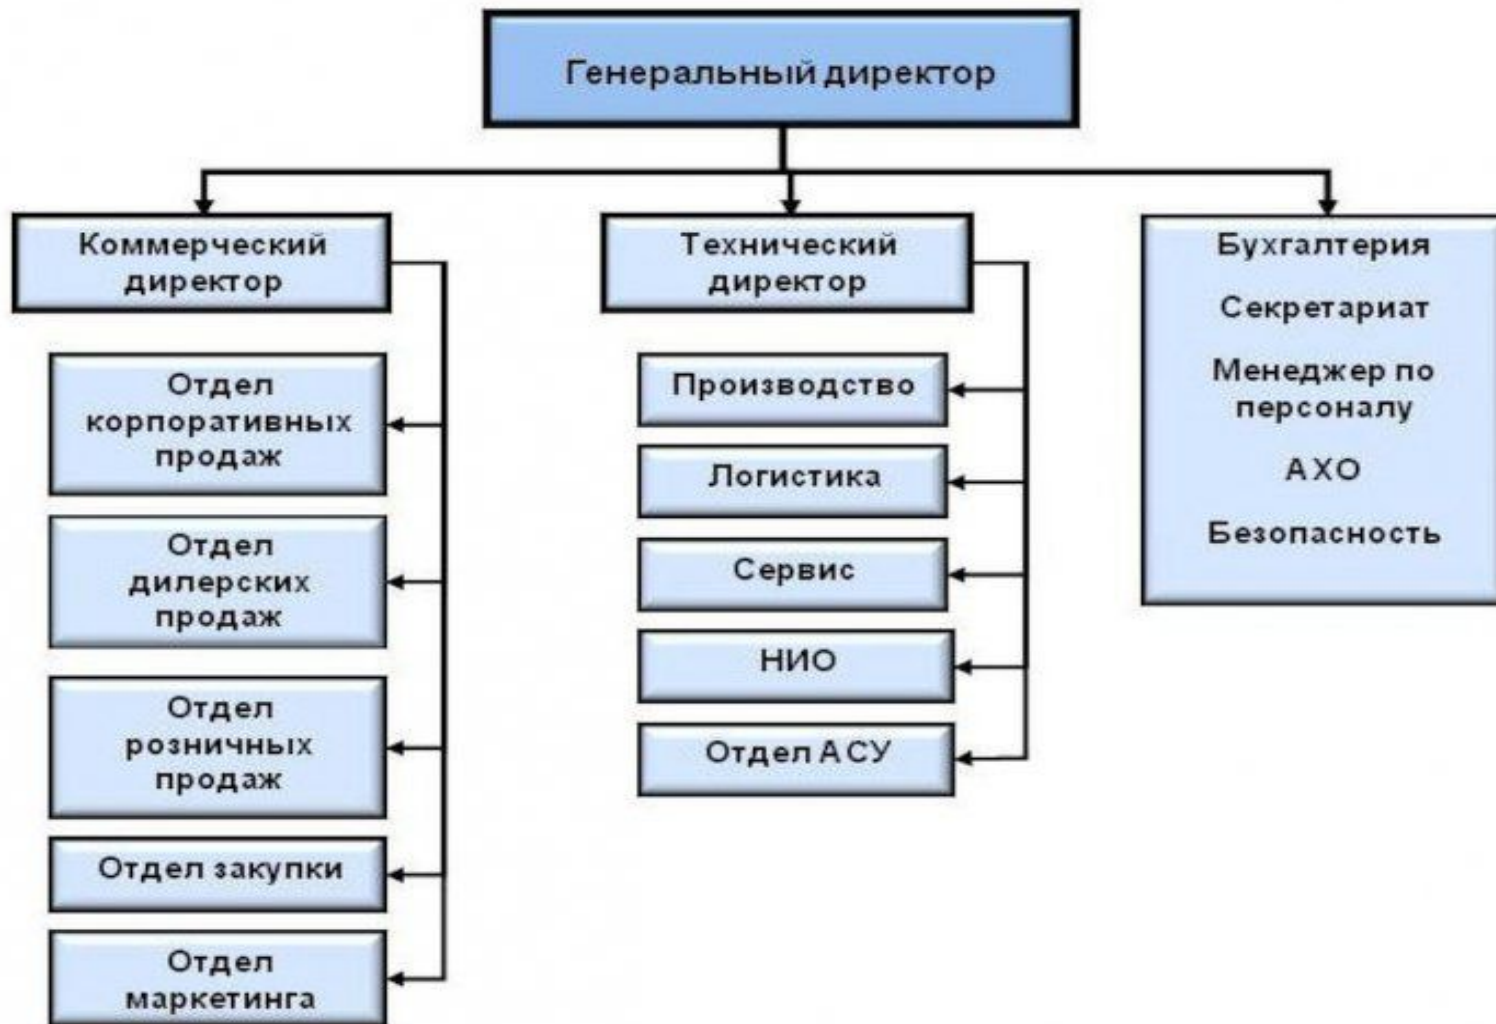 Генеральный директор
Коммерческий
директор
Отдел
корпоративных
продаж
Отдел
дилерских
продаж
Отдел
розничных
продаж
Отдел закупки
Отдел
маркетинга
Технический
директор
Производство
Логистика
Сервис
НИО
Отдел АСУ
Бухгалтерия
Секретариат
Менеджер по
персоналу
АХО
Безопасность